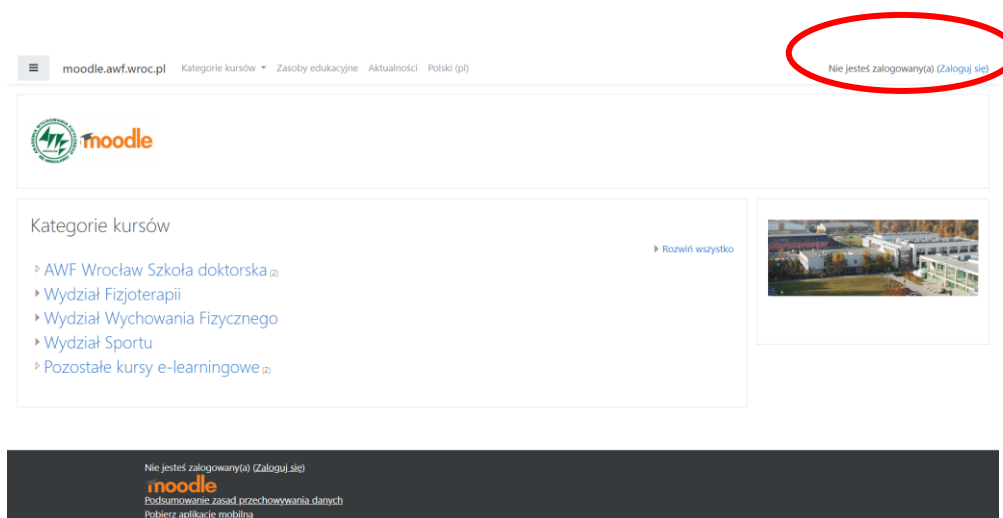 moodle.awf.wroc.pl Kategorie kursów Zasoby edukacyjne Aktualności Polski (pl) Nie jesteś zalogowany(a) (Zaloguj się)
moodle
Kategorie kursów
Rozwiń wszystko
AWF Wrocław Szkoła doktorska (2)
Wydział Fizjoterapii
Wydział Wychowania Fizycznego
Wydział Sportu
Pozostałe kursy e-learningowe (2)
Nie jesteś zalogowany(a) (Zaloguj się)
moodle
Podsumowanie zasad przechowywania danych
Pobierz aplikację mobilną